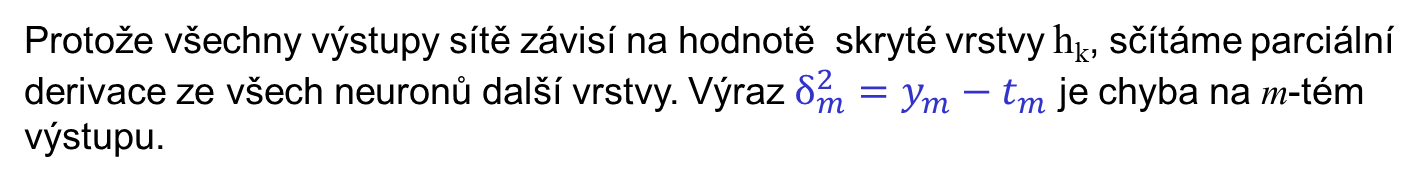 Protože všechny výstupy sítě závisí na hodnotě  skryté vrstvy hₖ, sčítáme parciální
derivace ze všech neuronů další vrstvy. Výraz δ²ₘ = yₘ − tₘ je chyba na m-tém
výstupu.